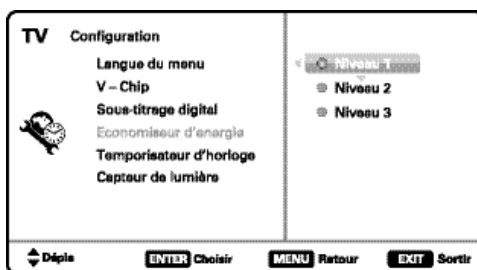 TV Configuration
Langue du menu
V – Chip
Sous-titrage digital
Economiseur d'energie
Temporisateur d'horloge
Capteur de lumière
Niveau 1
Niveau 2
Niveau 3
Dépla ENTER Choisir MENU Retour EXIT Sortir